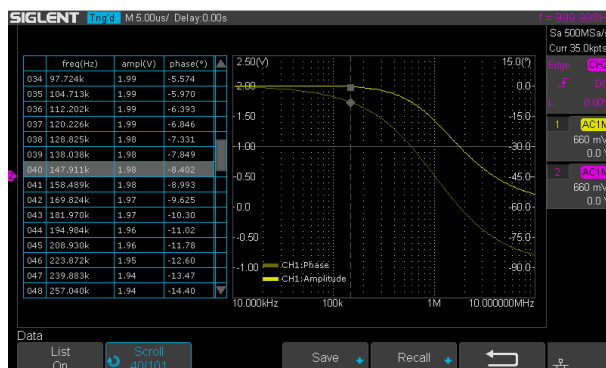 SIGLENT Trig'd M 5.00us/ Delay:0.00s f = 999.998Hz
Sa 500MSa/s
Curr 35.0kpts
Edge CH2
DC
L 0.00V
1 AC1M
660 mV
0.0 V
2 AC1M
660 mV
0.0 V
freq(Hz) ampl(V) phase(°)
034 97.724k 1.99 -5.574
035 104.713k 1.99 -5.970
036 112.202k 1.99 -6.393
037 120.226k 1.99 -6.846
038 128.825k 1.98 -7.331
039 138.038k 1.98 -7.849
040 147.911k 1.98 -8.402
041 158.489k 1.98 -8.993
042 169.824k 1.97 -9.625
043 181.970k 1.97 -10.30
044 194.984k 1.96 -11.02
045 208.930k 1.96 -11.78
046 223.872k 1.95 -12.60
047 239.883k 1.94 -13.47
048 257.040k 1.94 -14.40
2.50(V) 15.0(°)
2.00 0.0
1.50 -15.0
1.00 -30.0
-45.0
0.0 -60.0
-0.50 -75.0
-1.00 -90.0
CH1:Phase
CH1:Amplitude
10.000kHz 100k 1M 10.000000MHz
Data
List
On
Scroll
40/101
Save
Recall